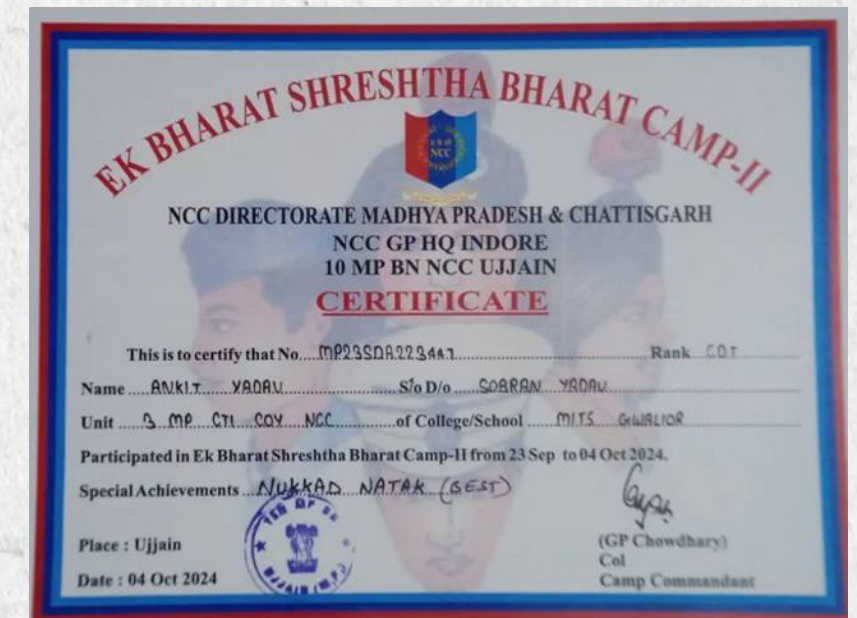 EK BHARAT SHRESHTHA BHARAT CAMP-II
NCC
NCC DIRECTORATE MADHYA PRADESH & CHATTISGARH
NCC GP HQ INDORE
10 MP BN NCC UJJAIN
CERTIFICATE
This is to certify that No....MP23SDA223447 Rank CDT
Name ANKIT YADAV S/o D/o SOBRAN YADAV
Unit 3 MP CTI COY NCC of College/School MITS GWALIOR
Participated in Ek Bharat Shreshtha Bharat Camp-II from 23 Sep to 04 Oct 2024.
Special Achievements NUKKAD NATAK (BEST)
Place : Ujjain
(GP Chowdhary)
Col
Date : 04 Oct 2024
Camp Commandant
UJJAIN (M.P.)